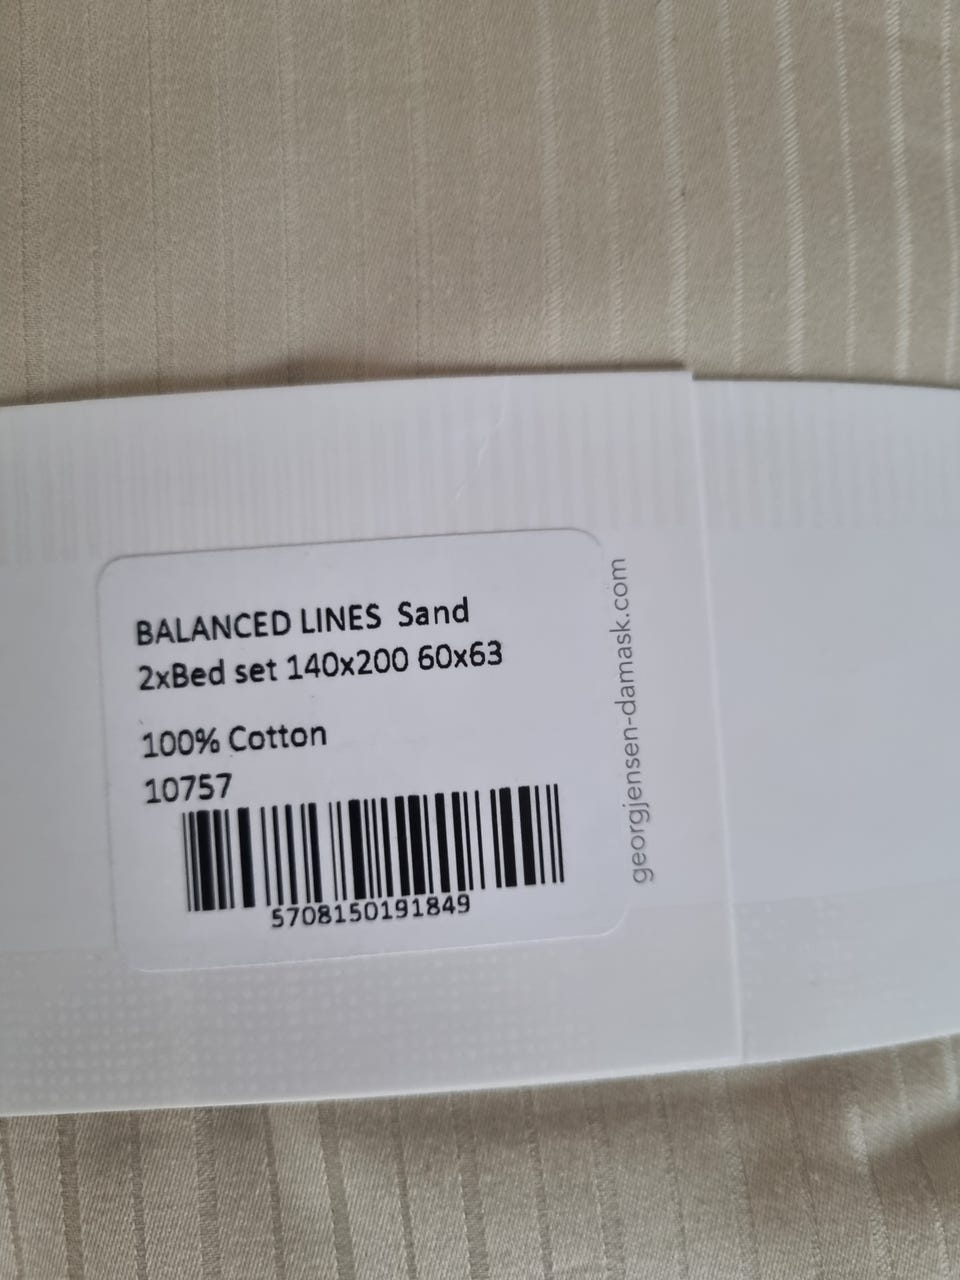 BALANCED LINES Sand
2xBed set 140x200 60x63
100% Cotton
10757
5708150191849
georgjensen-damask.com